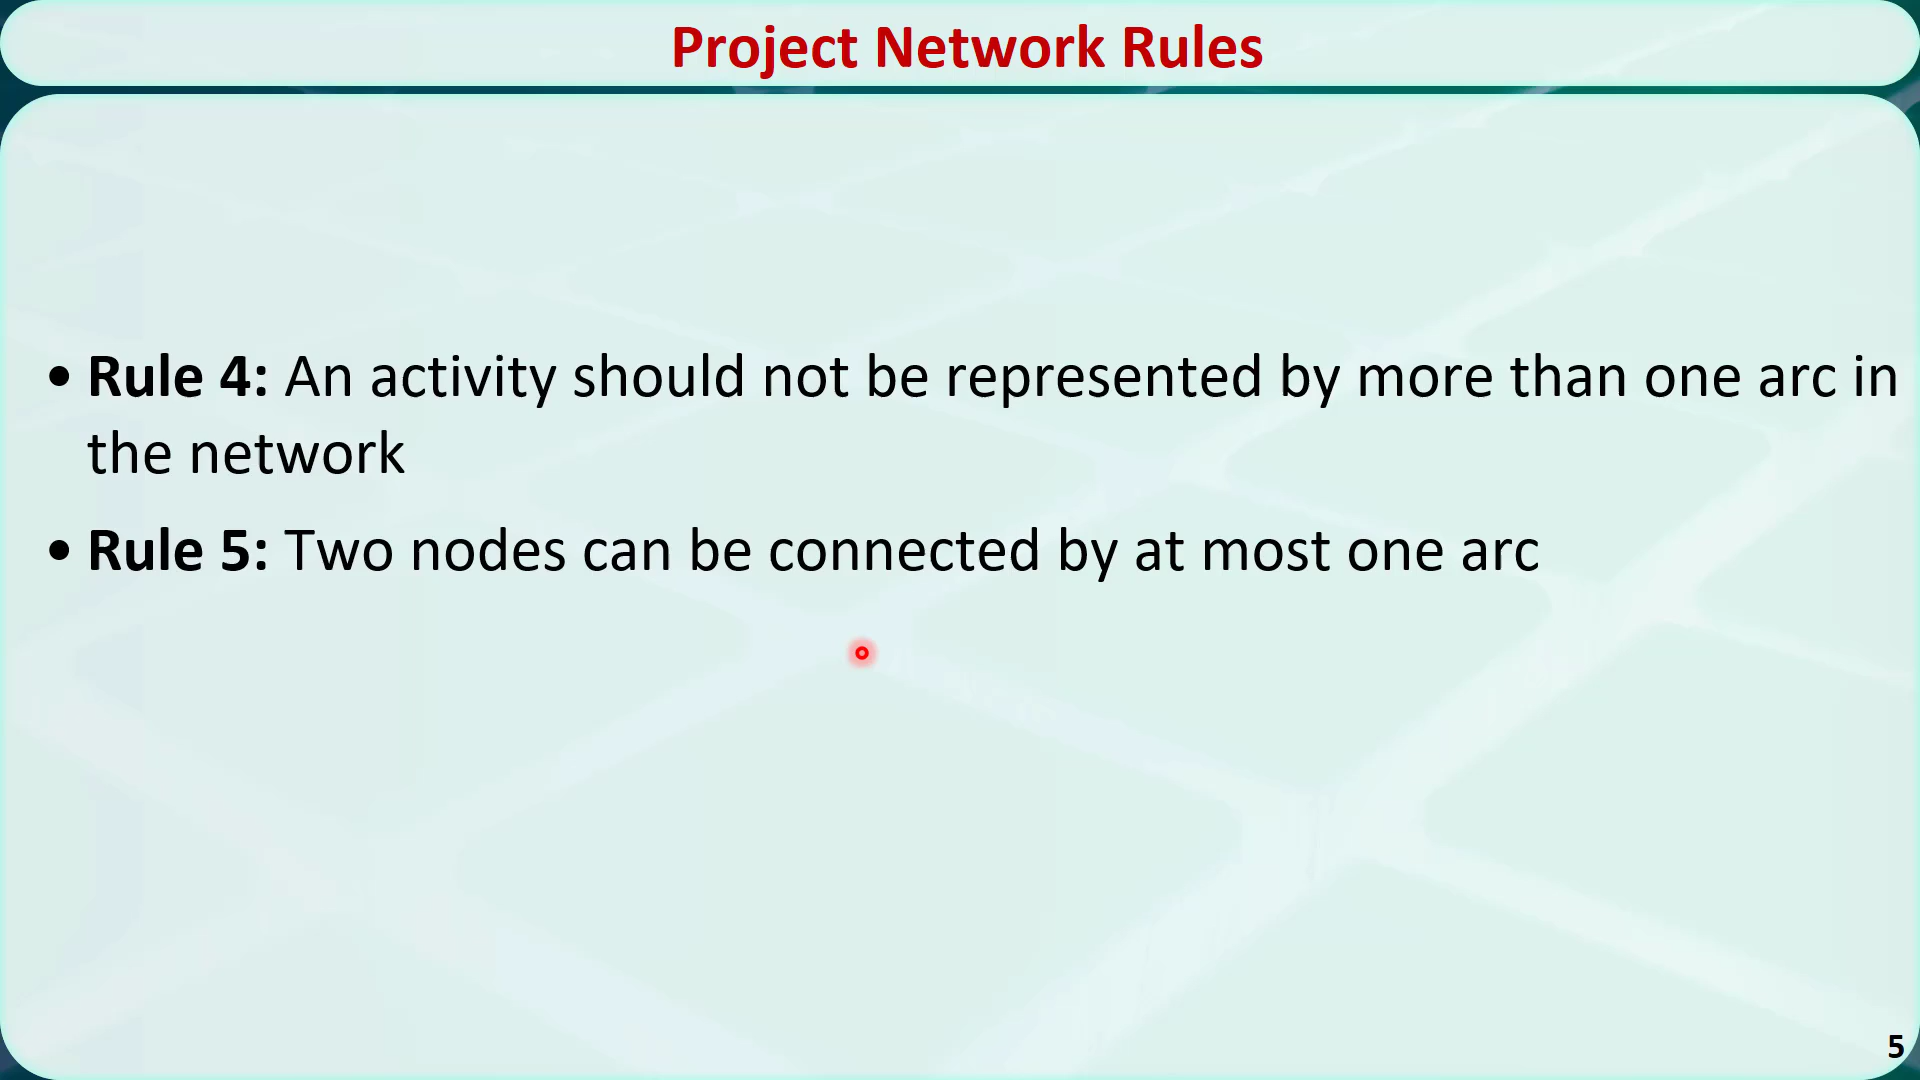 Project Network Rules
• Rule 4: An activity should not be represented by more than one arc in
the network
• Rule 5: Two nodes can be connected by at most one arc
5